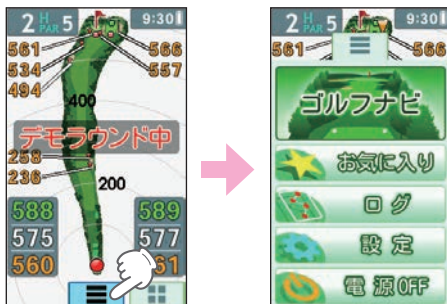 2 H PAR 5 9:30
561 566
534 557
494
400
デモラウンド中
258
236
200
588 589
575 577
560 61
2 H PAR 5 9:30
561 566
ゴルフナビ
お気に入り
ログ
設定
電源OFF